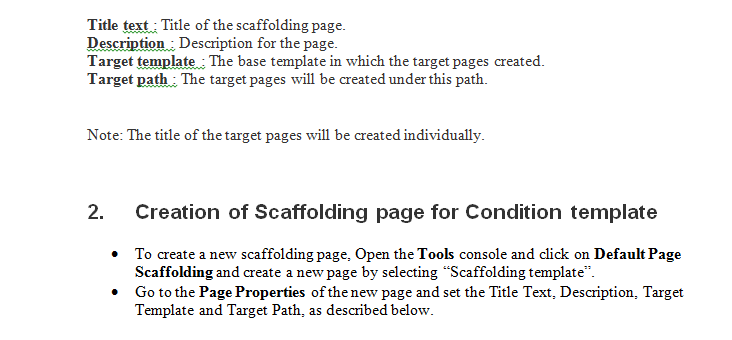 Title text : Title of the scaffolding page.
Description : Description for the page.
Target template : The base template in which the target pages created.
Target path : The target pages will be created under this path.
Note: The title of the target pages will be created individually.
2. Creation of Scaffolding page for Condition template
• To create a new scaffolding page, Open the Tools console and click on Default Page
Scaffolding and create a new page by selecting “Scaffolding template”.
• Go to the Page Properties of the new page and set the Title Text, Description, Target
Template and Target Path, as described below.